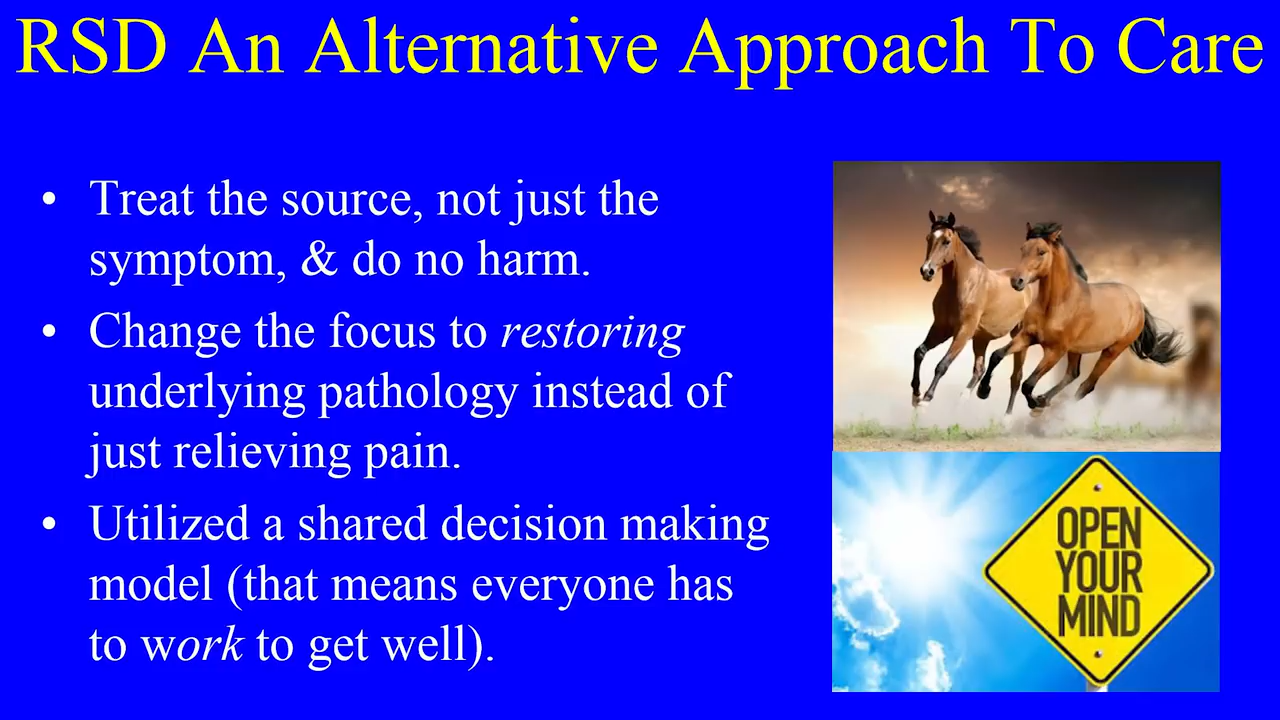 RSD An Alternative Approach To Care
• Treat the source, not just the
symptom, & do no harm.
• Change the focus to restoring
underlying pathology instead of
just relieving pain.
• Utilized a shared decision making
model (that means everyone has
to work to get well).
OPEN
YOUR
MIND